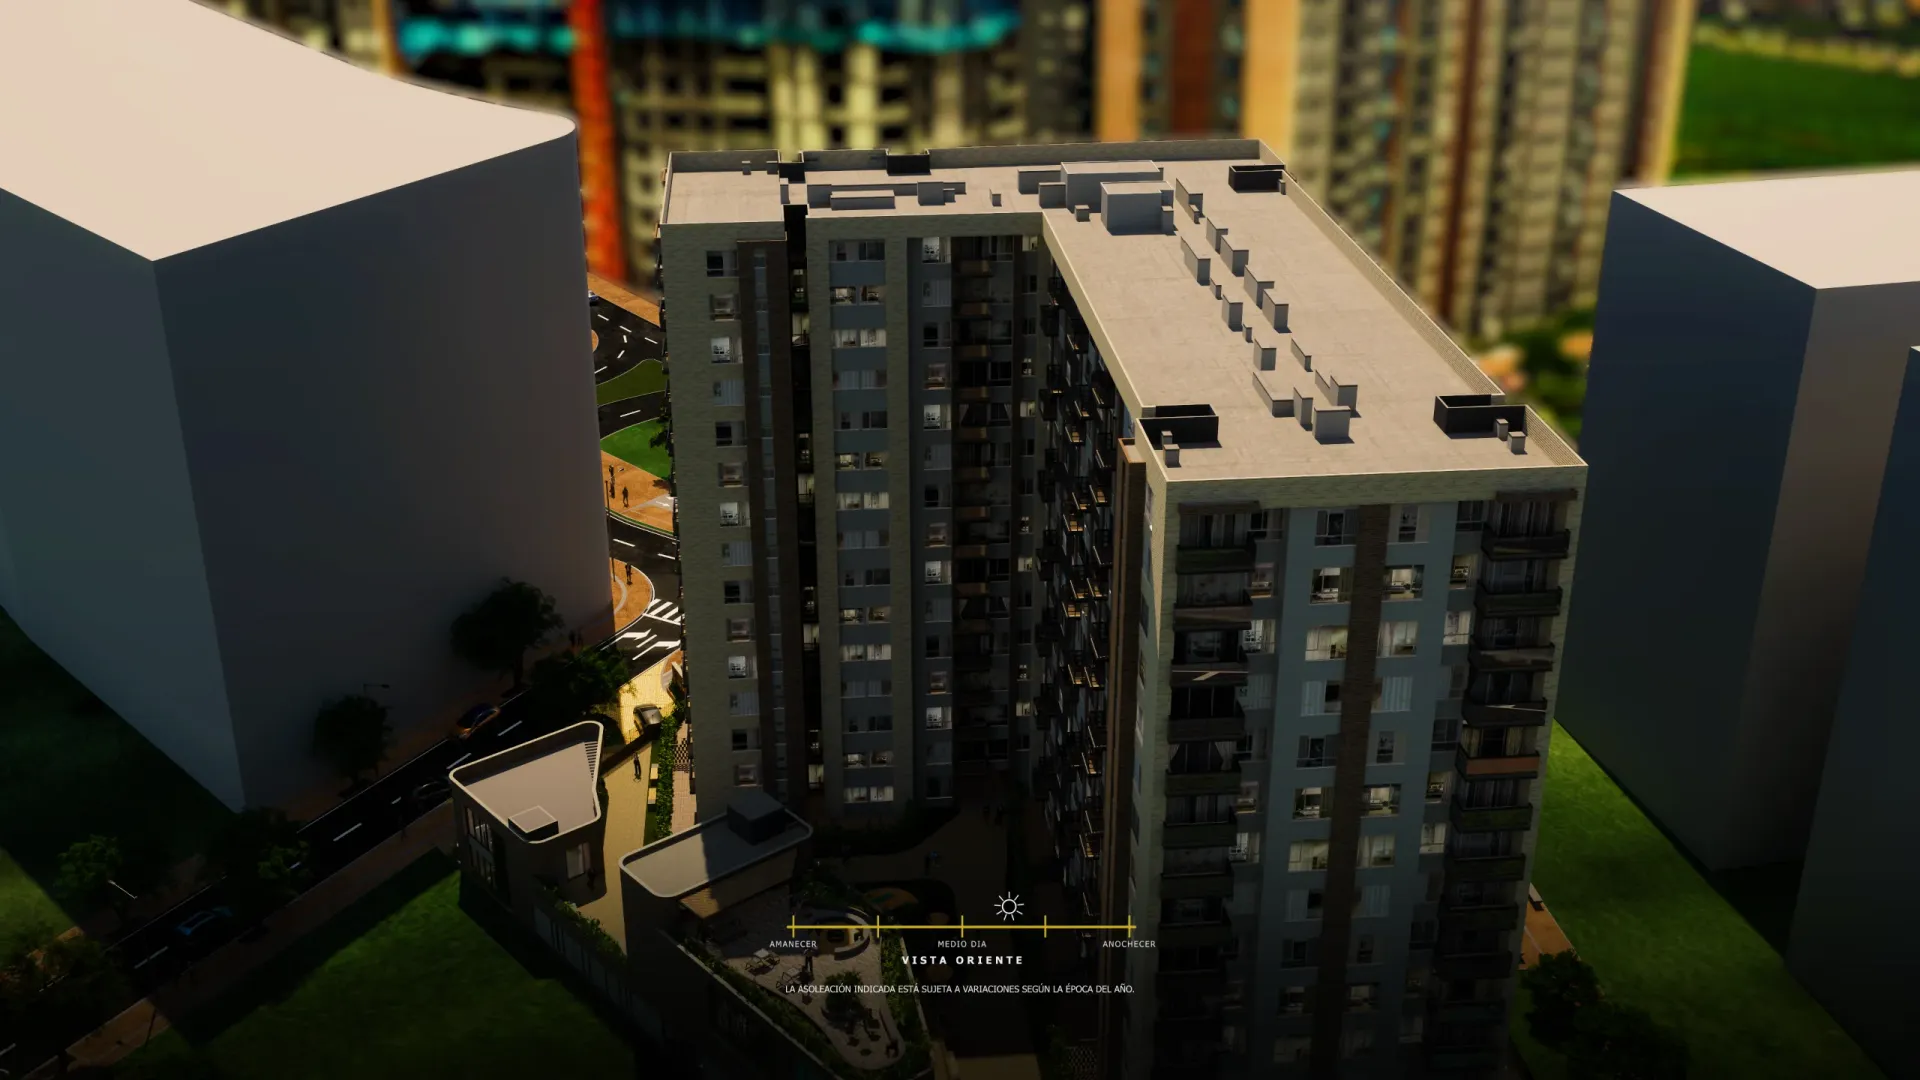 AMANECER MEDIO DIA ANOCHECER
VISTA ORIENTE
LA ASOLEACIÓN INDICADA ESTÁ SUJETA A VARIACIONES SEGÚN LA ÉPOCA DEL AÑO.